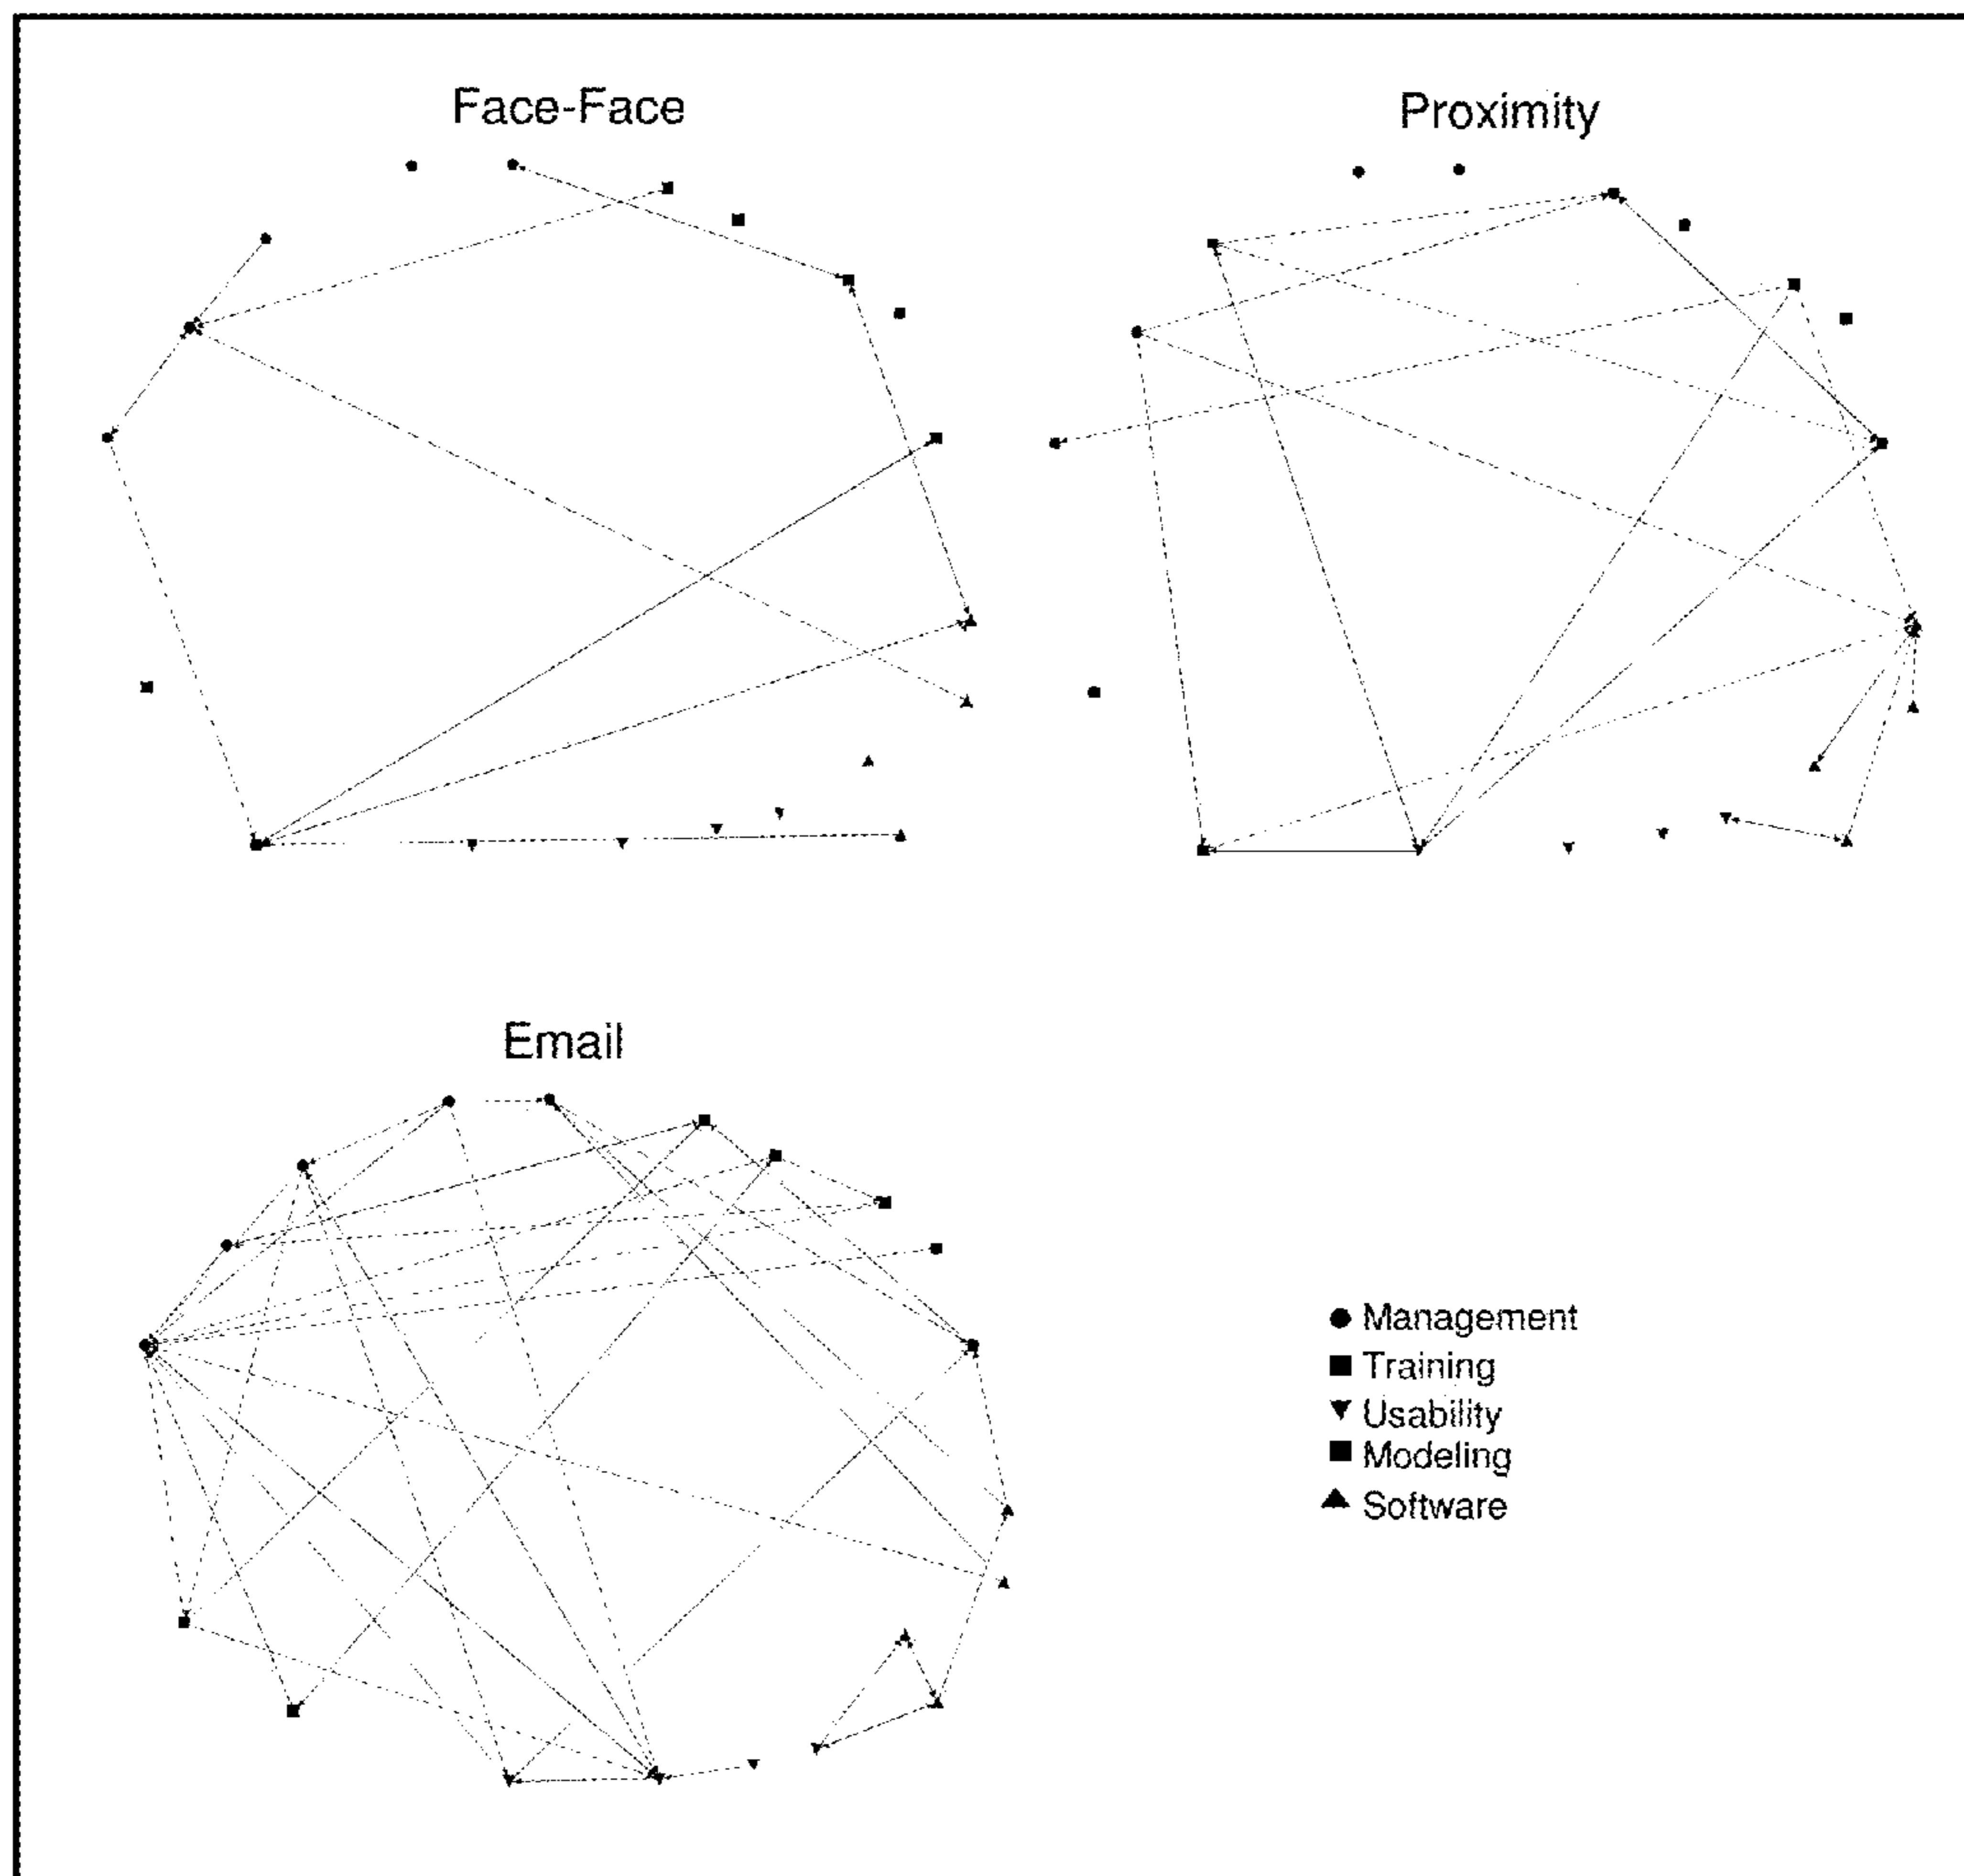 Face-Face
Proximity
Email
Management
Training
Usability
Modeling
Software